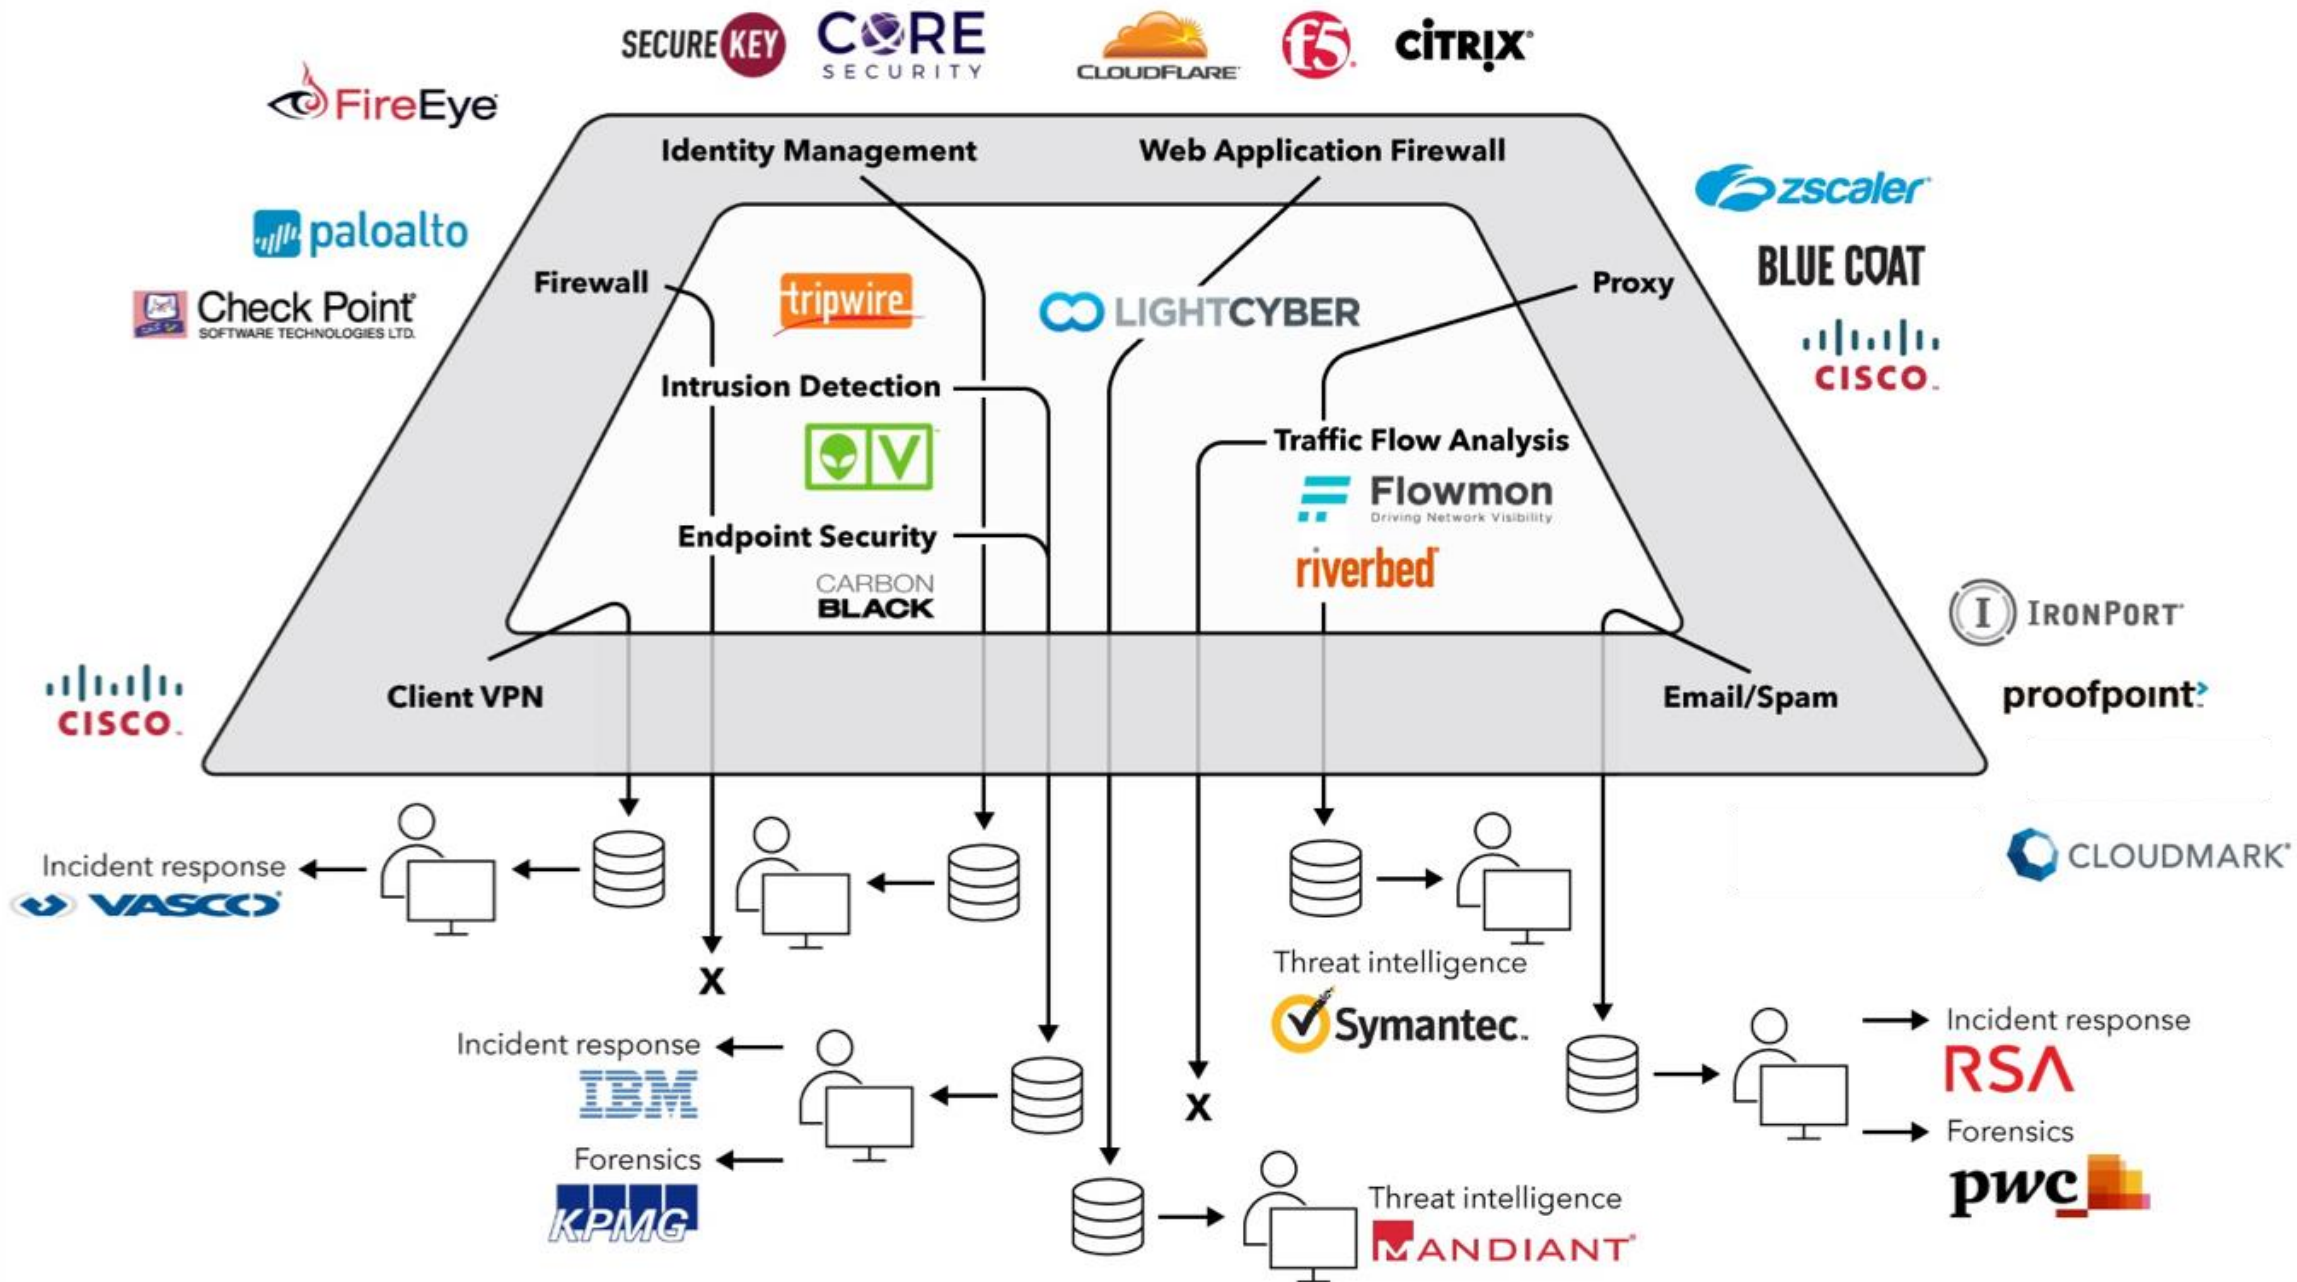 SECURE KEY
CORE
SECURITY
CLOUDFLARE
f5
CITRIX
FireEye
Identity Management
Web Application Firewall
zscaler
paloalto
BLUE COAT
Firewall
tripwire
LIGHTCYBER
Proxy
Check Point
SOFTWARE TECHNOLOGIES LTD.
CISCO
Intrusion Detection
Traffic Flow Analysis
V
Flowmon
Driving Network Visibility
Endpoint Security
riverbed
CARBON
BLACK
I IRONPORT
CISCO
Client VPN
Email/Spam
proofpoint
Incident response
VASCO
CLOUDMARK
X
Threat intelligence
Symantec
Incident response
IBM
Incident response
RSA
X
Forensics
KPMG
Forensics
pwc
Threat intelligence
MANDIANT